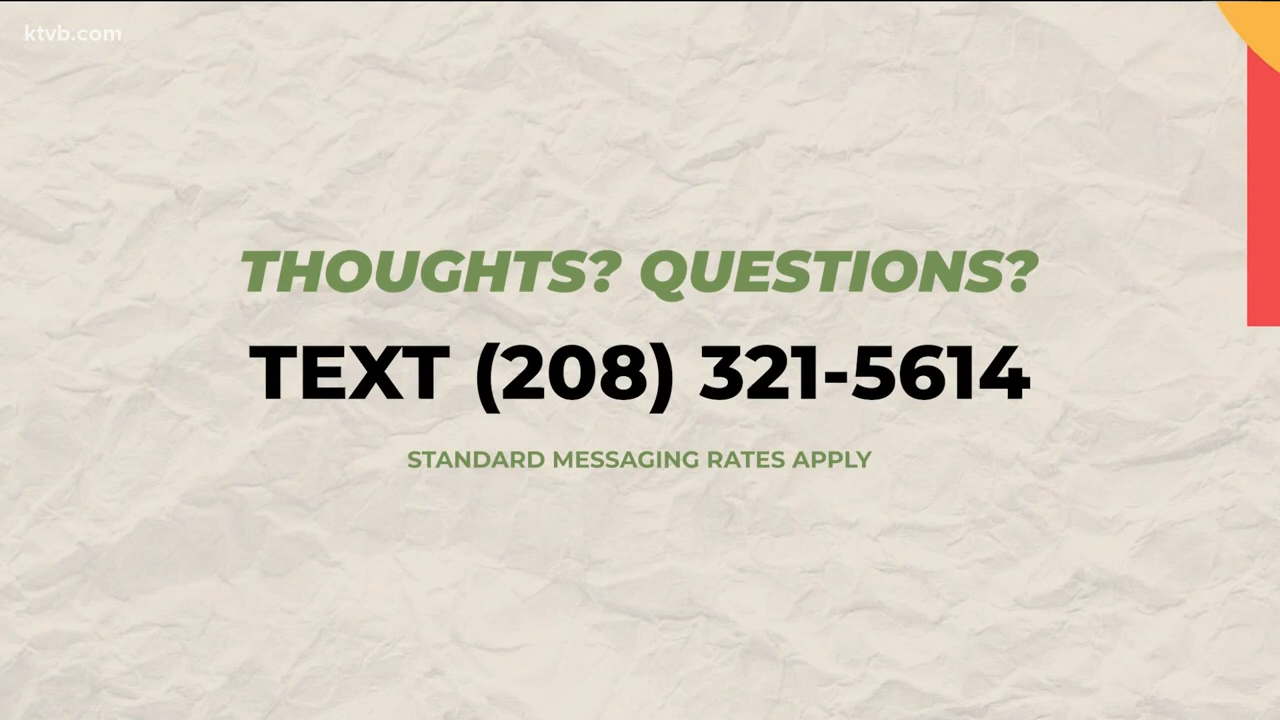 ktvb.com
THOUGHTS? QUESTIONS?
TEXT (208) 321-5614
STANDARD MESSAGING RATES APPLY